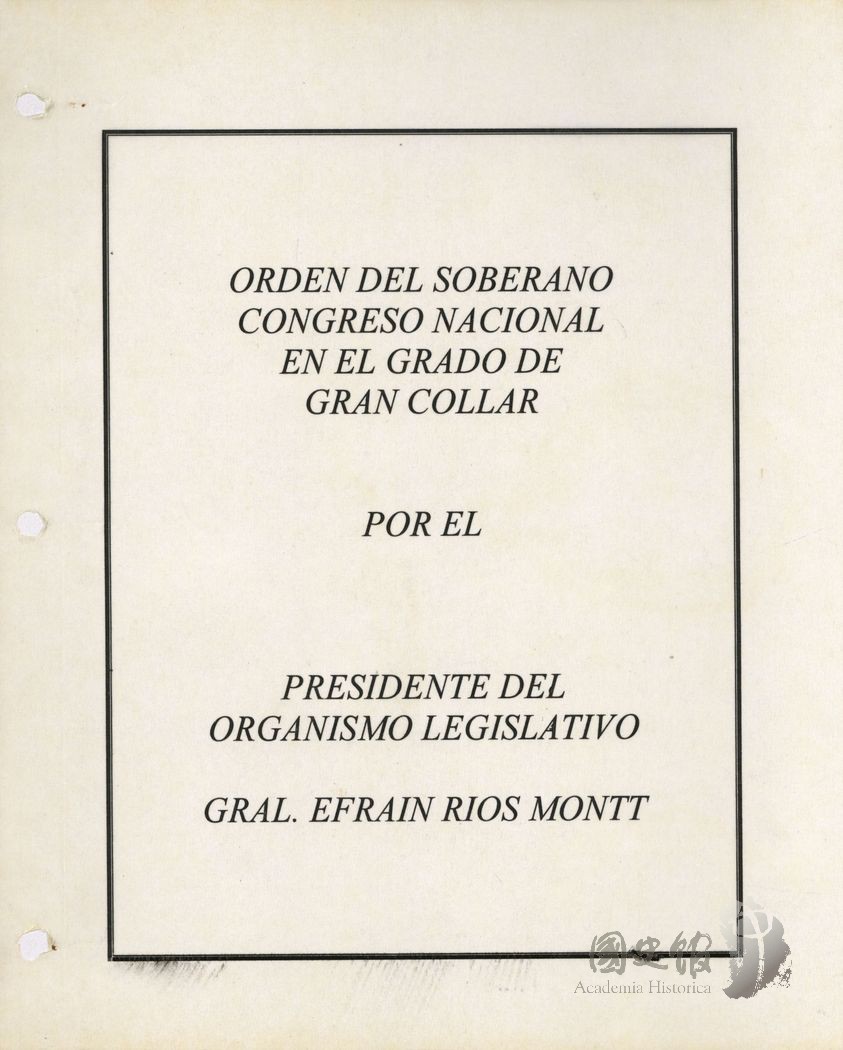 ORDEN DEL SOBERANO
CONGRESO NACIONAL
EN EL GRADO DE
GRAN COLLAR
POR EL
PRESIDENTE DEL
ORGANISMO LEGISLATIVO
GRAL. EFRAIN RIOS MONTT
國史館
Academia Historica